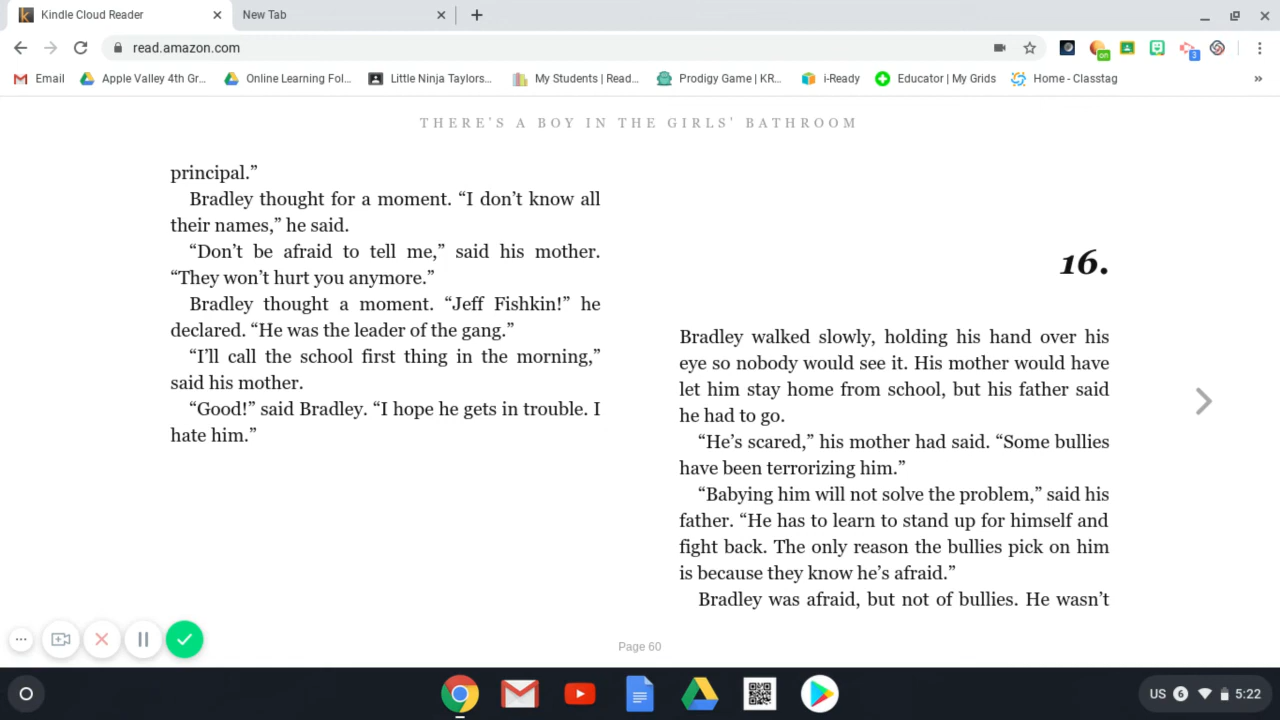 Kindle Cloud Reader
New Tab
read.amazon.com
on
3
Email
Apple Valley 4th Gr...
Online Learning Fol...
Little Ninja Taylors...
My Students | Read...
Prodigy Game | KR...
i-Ready
Educator | My Grids
Home - Classtag
»
THERE'S A BOY IN THE GIRLS' BATHROOM
principal.”
Bradley thought for a moment. “I don’t know all
their names,” he said.
“Don’t be afraid to tell me,” said his mother.
“They won’t hurt you anymore.”
Bradley thought a moment. “Jeff Fishkin!” he
declared. “He was the leader of the gang.”
“I’ll call the school first thing in the morning,”
said his mother.
“Good!” said Bradley. “I hope he gets in trouble. I
hate him.”
16.
Bradley walked slowly, holding his hand over his
eye so nobody would see it. His mother would have
let him stay home from school, but his father said
he had to go.
“He’s scared,” his mother had said. “Some bullies
have been terrorizing him.”
“Babying him will not solve the problem,” said his
father. “He has to learn to stand up for himself and
fight back. The only reason the bullies pick on him
is because they know he’s afraid.”
Bradley was afraid, but not of bullies. He wasn’t
Page 60
US 6 5:22